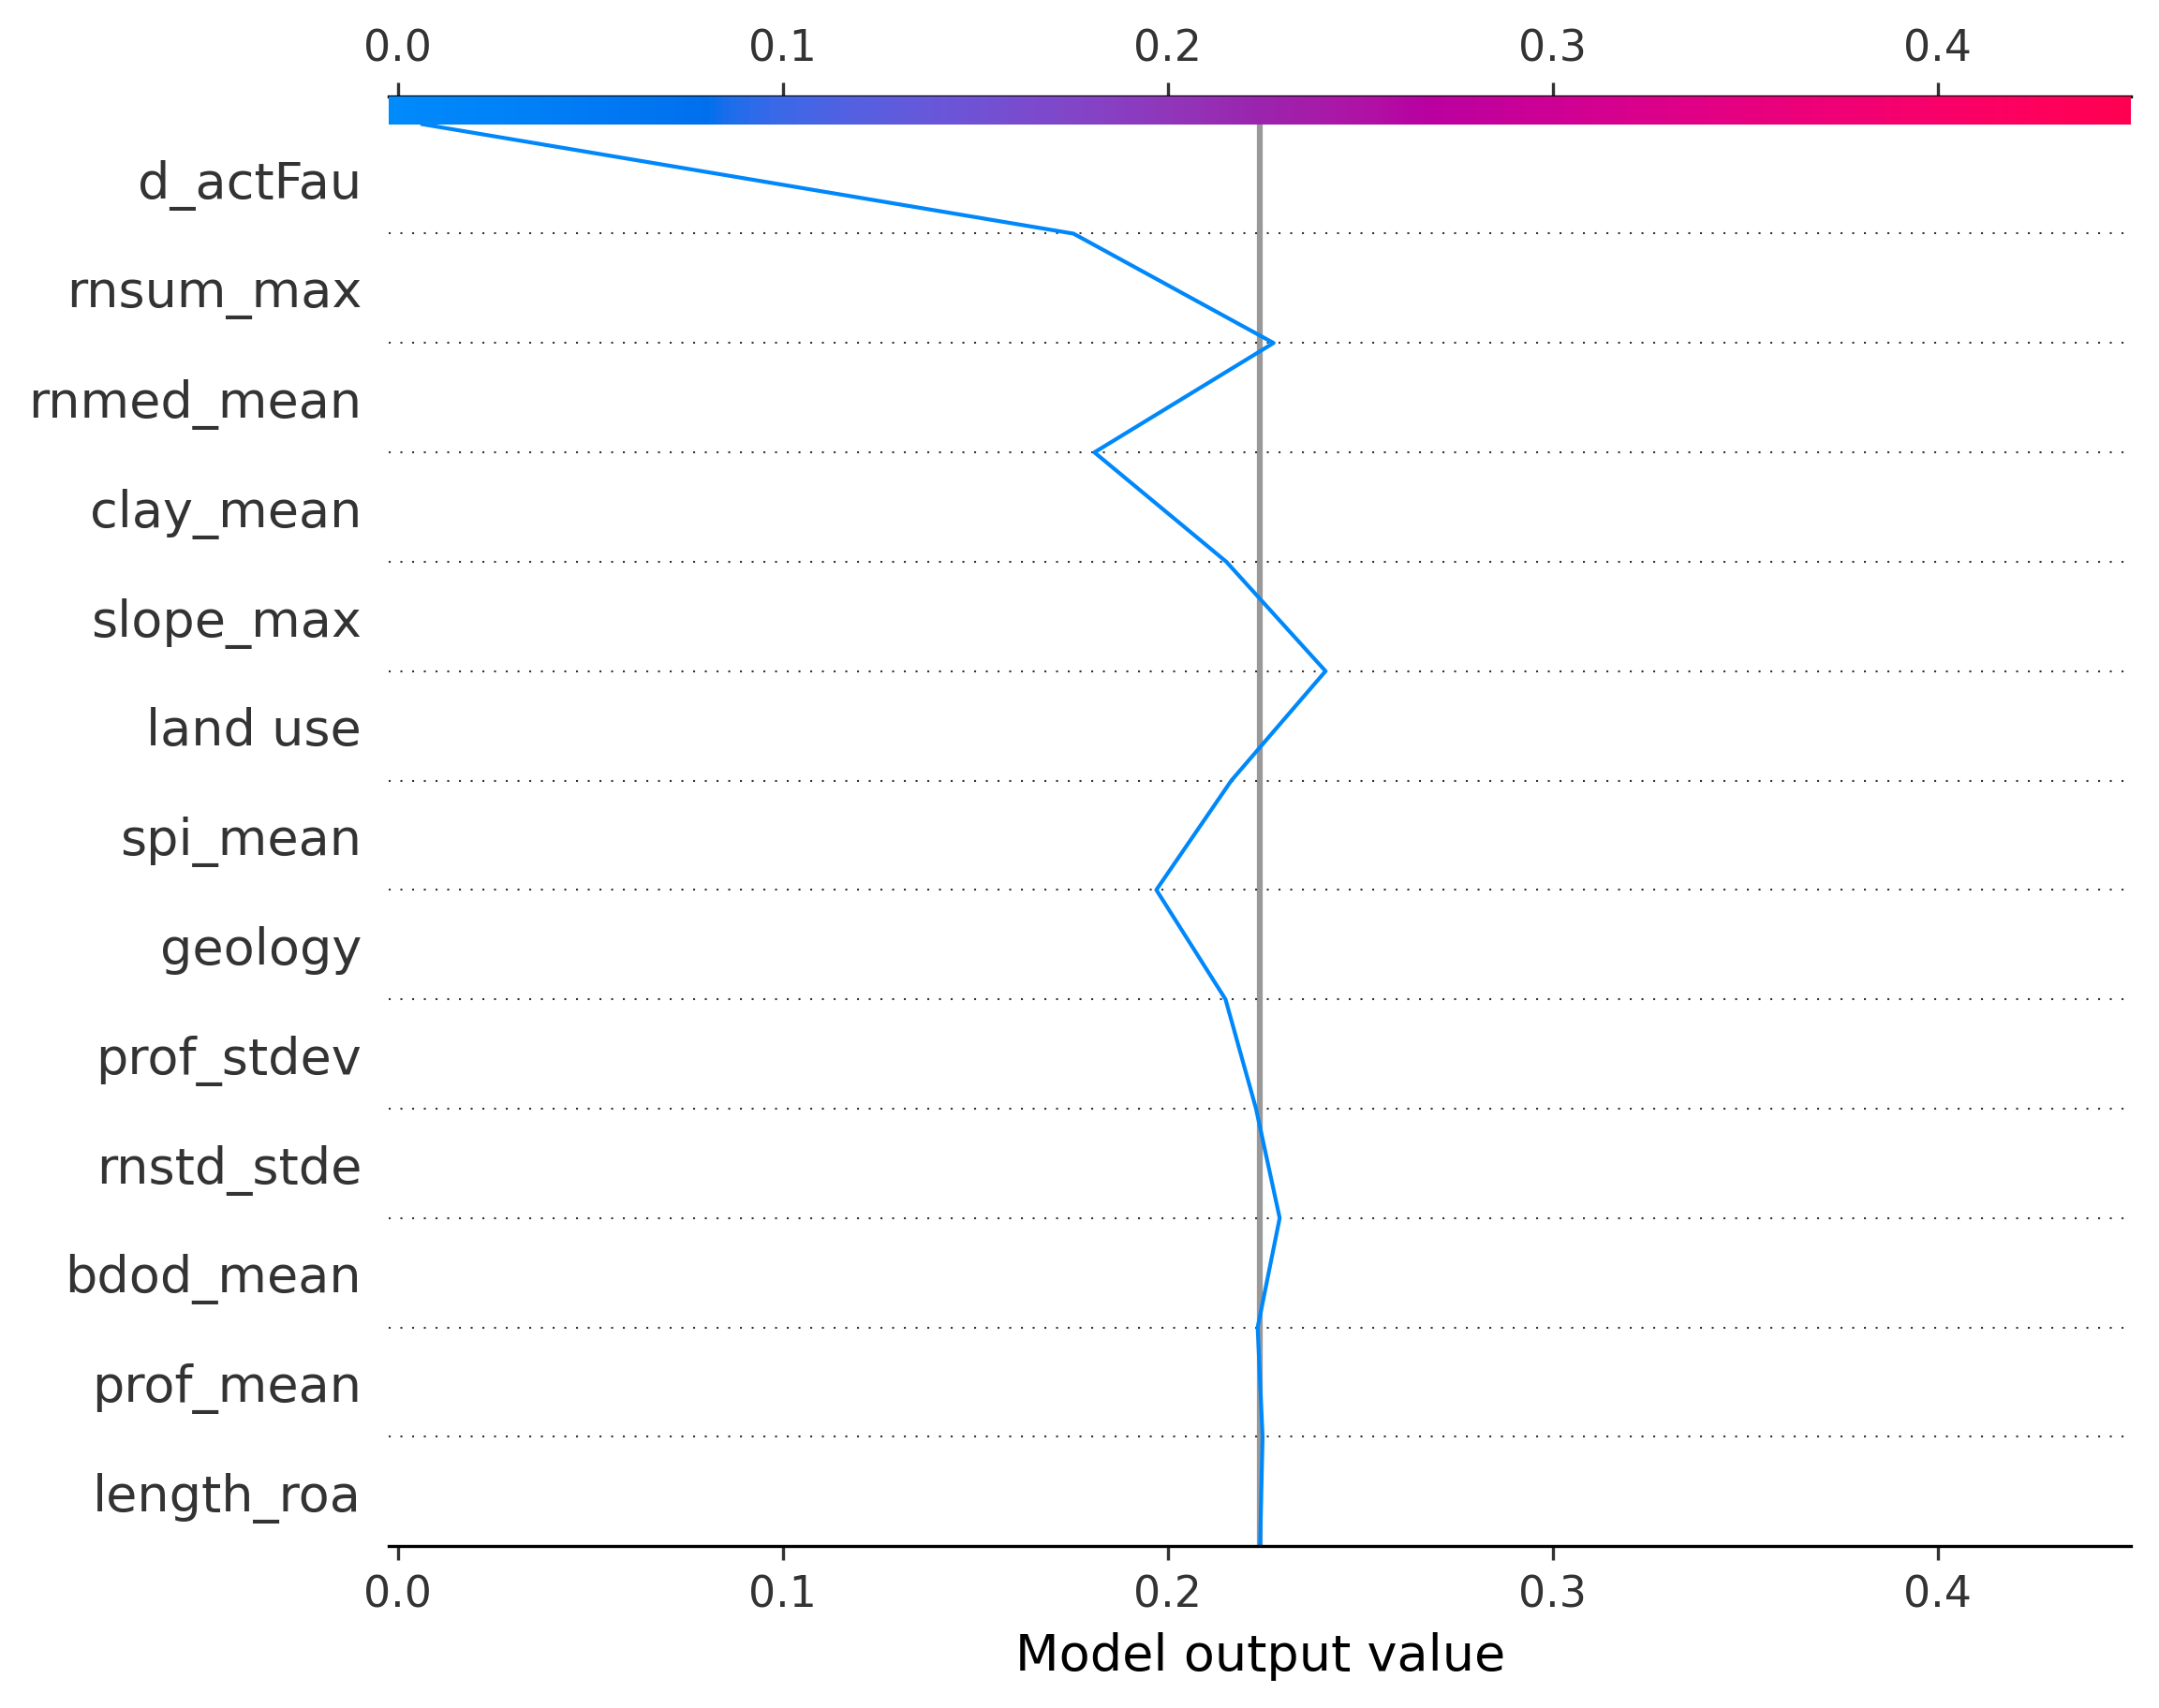 0.0 0.1 0.2 0.3 0.4
d_actFau
rnsum_max
rnmed_mean
clay_mean
slope_max
land use
spi_mean
geology
prof_stdev
rnstd_stde
bdod_mean
prof_mean
length_roa
0.0 0.1 0.2 0.3 0.4
Model output value